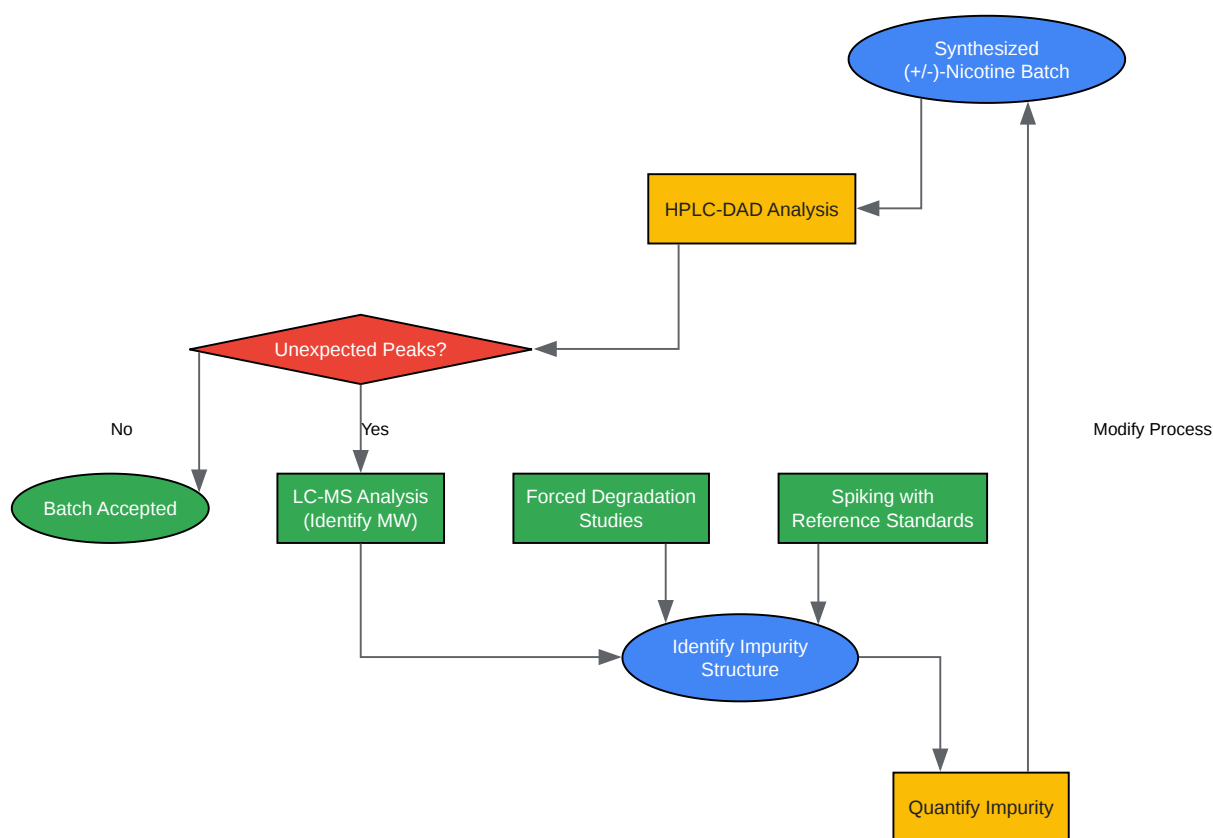 Synthesized
(+/-)-Nicotine Batch
HPLC-DAD Analysis
Unexpected Peaks?
No
Yes
Modify Process
Batch Accepted
LC-MS Analysis
(Identify MW)
Forced Degradation
Studies
Spiking with
Reference Standards
Identify Impurity
Structure
Quantify Impurity